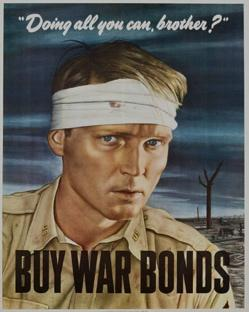 "Doing all you can, brother?"
BUY WAR BONDS